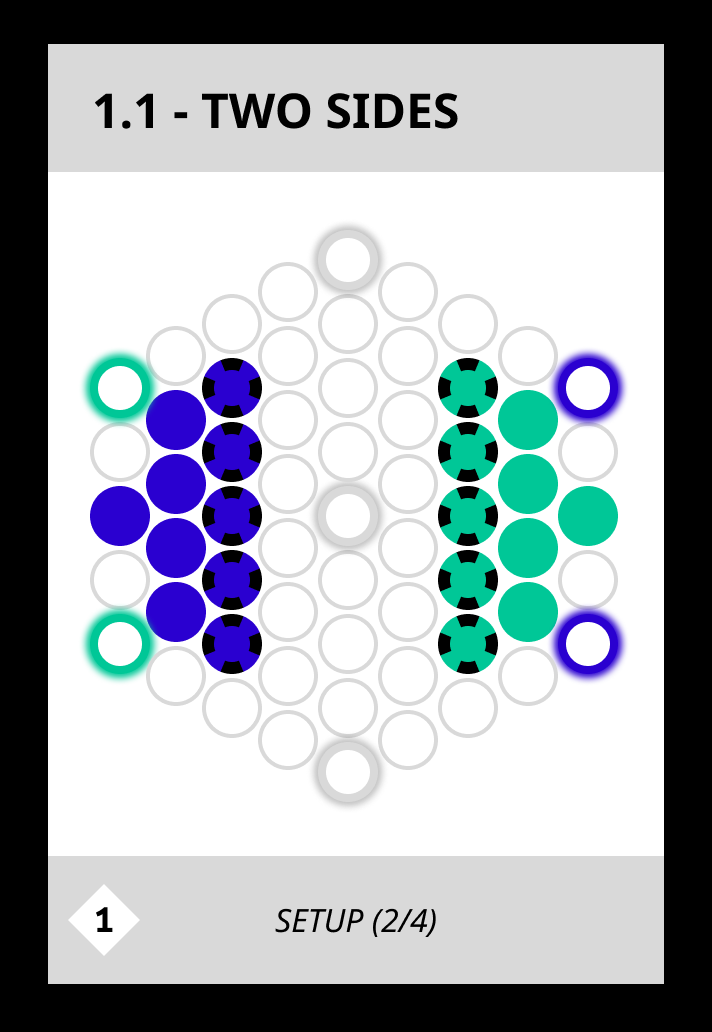 1.1 - TWO SIDES
1
SETUP (2/4)